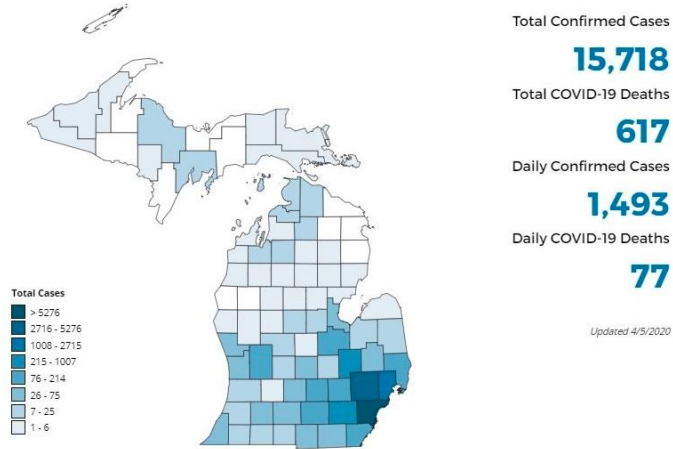 Total Confirmed Cases
15,718
Total COVID-19 Deaths
617
Daily Confirmed Cases
1,493
Daily COVID-19 Deaths
77
Updated 4/5/2020
Total Cases
> 5276
2716 - 5276
1008 - 2715
215 - 1007
76 - 214
26 - 75
7 - 25
1 - 6